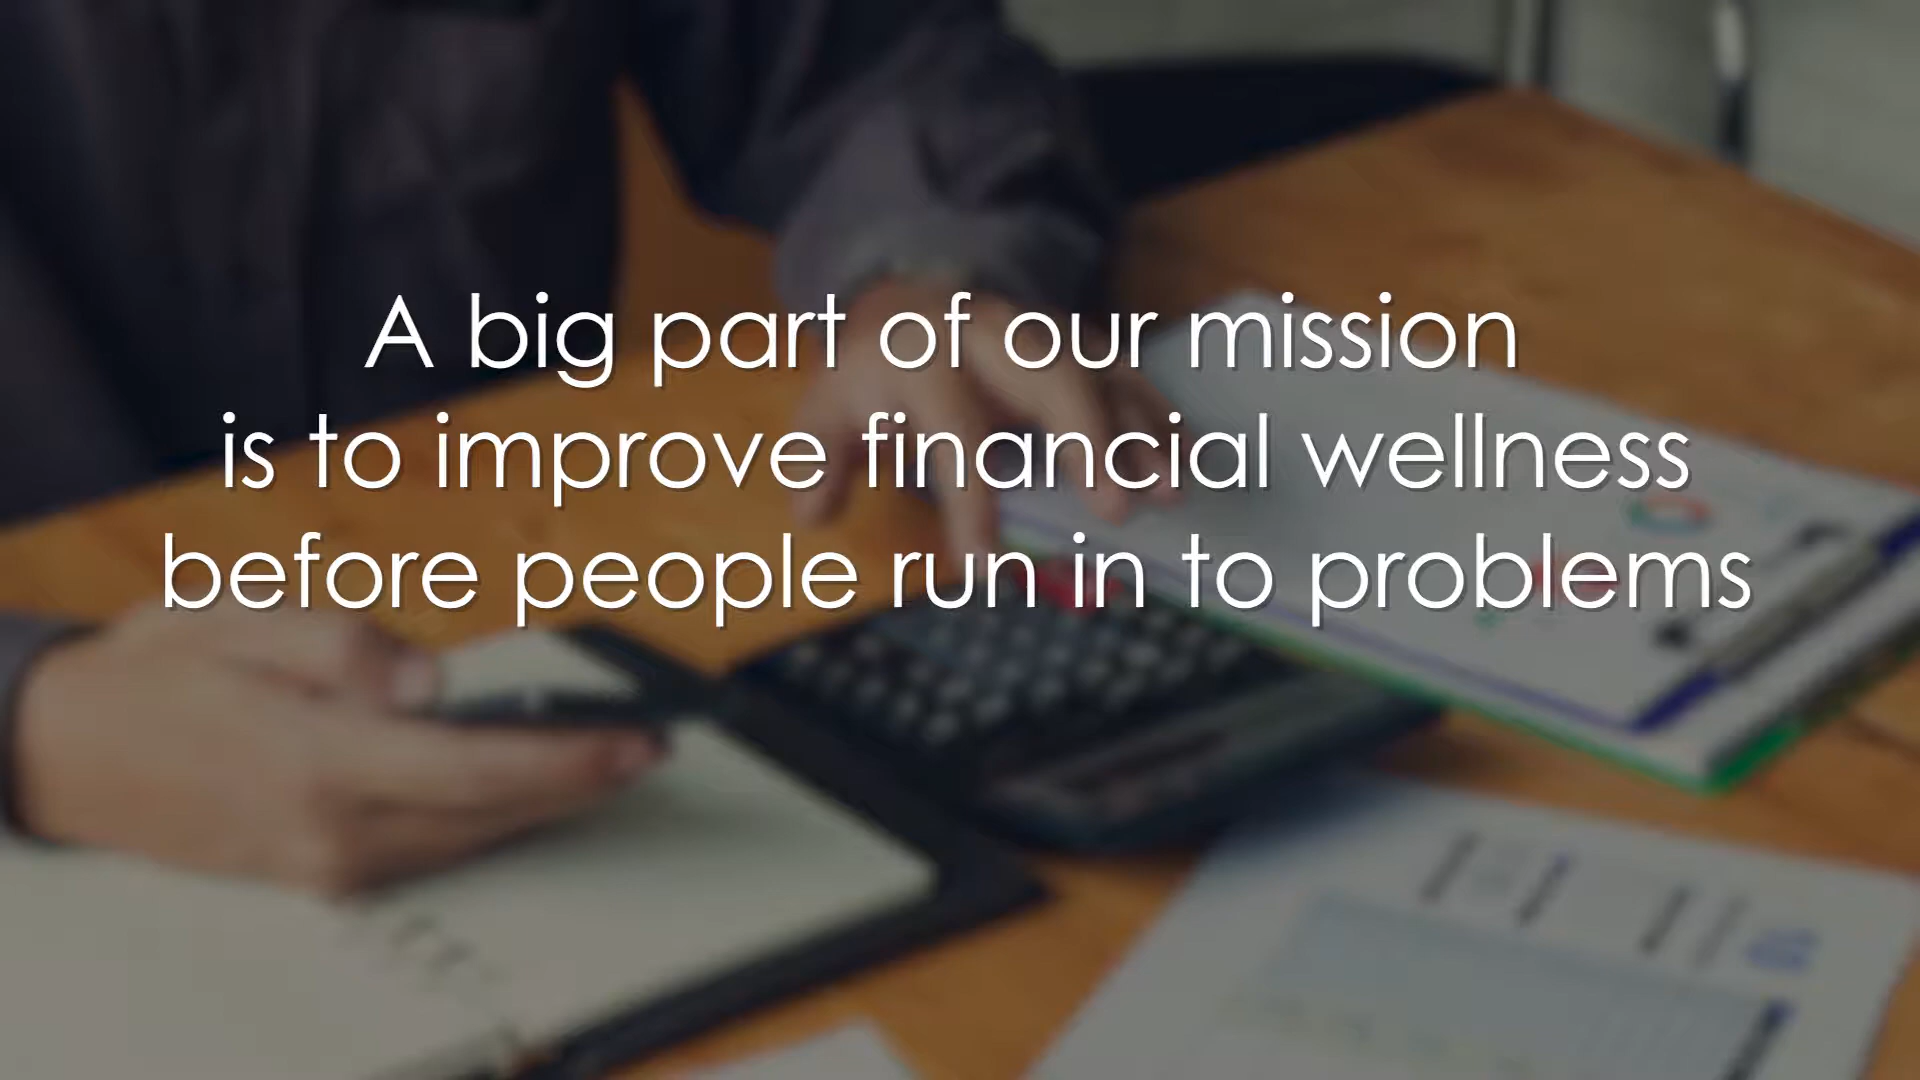 A big part of our mission
is to improve financial wellness
before people run in to problems